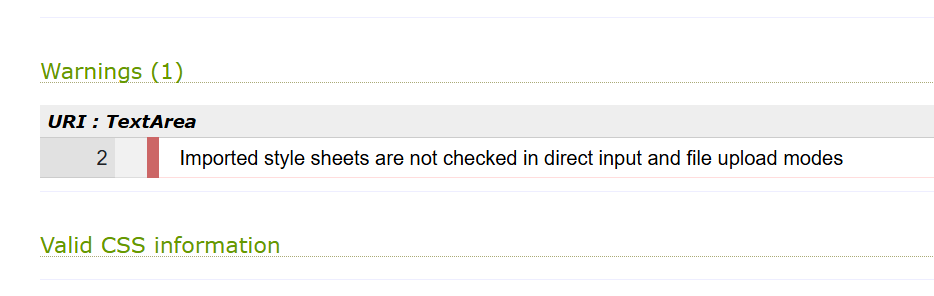 Warnings (1)
URI : TextArea
2 Imported style sheets are not checked in direct input and file upload modes
Valid CSS information